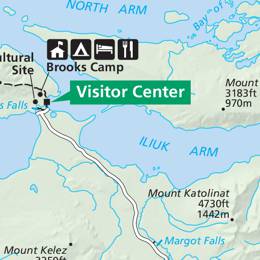 NORTH ARM
Bay of
ultural
Site
Brooks Camp
s Falls
Visitor Center
Mount
3183ft
970m
ILIUK ARM
Mount Katolinat
4730ft
1442m
Margot Falls
Mount Kelez
3250ft